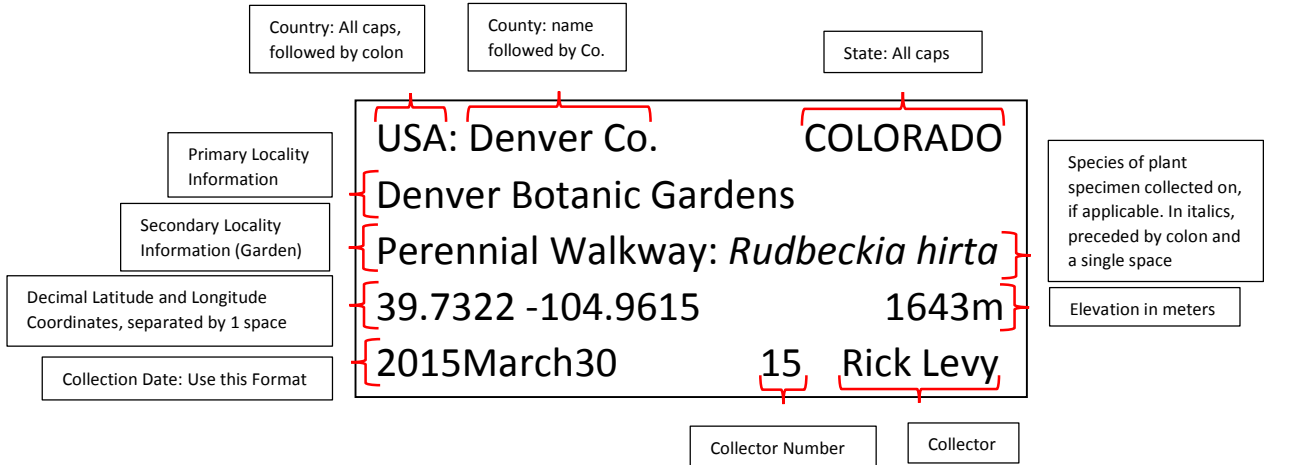 Country: All caps,
followed by colon
County: name
followed by Co.
State: All caps
USA: Denver Co. COLORADO
Primary Locality
Information
Denver Botanic Gardens
Species of plant
specimen collected on,
if applicable. In italics,
preceded by colon and
a single space
Secondary Locality
Information (Garden)
Perennial Walkway: Rudbeckia hirta
Decimal Latitude and Longitude
Coordinates, separated by 1 space
39.7322 -104.9615 1643m
Elevation in meters
Collection Date: Use this Format
2015March30 15 Rick Levy
Collector Number
Collector